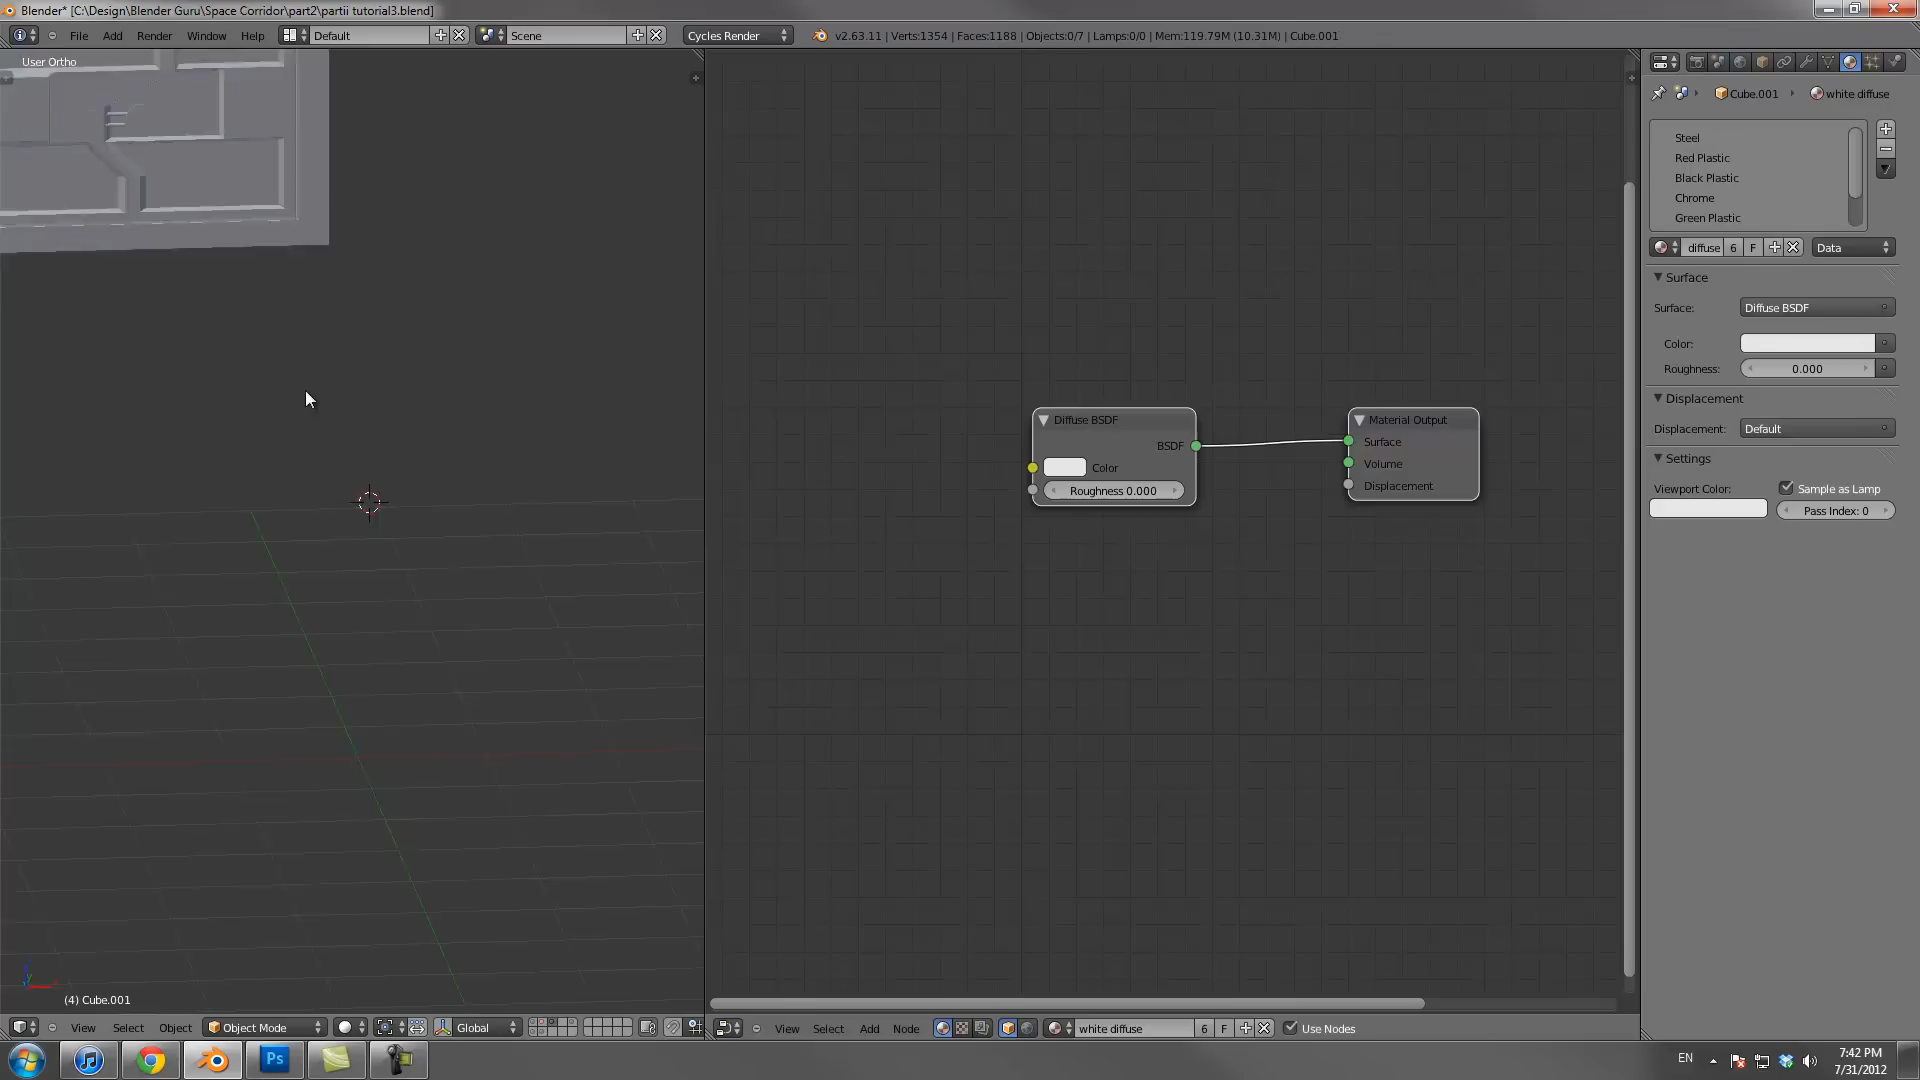 Blender* [C:\Design\Blender Guru\Space Corridor\part2\partii tutorial3.blend]
File Add Render Window Help Default Scene Cycles Render v2.63.11 | Verts:1354 | Faces:1188 | Objects:0/7 | Lamps:0/0 | Mem:119.79M (10.31M) | Cube.001
User Ortho
Cube.001 white diffuse
Steel
Red Plastic
Black Plastic
Chrome
Green Plastic
diffuse 6 F Data
Surface
Surface: Diffuse BSDF
Color:
Roughness: 0.000
Displacement
Displacement: Default
Settings
Viewport Color: Sample as Lamp
Pass Index: 0
Diffuse BSDF
BSDF
Color
Roughness 0.000
Material Output
Surface
Volume
Displacement
(4) Cube.001
View Select Object Object Mode Global
View Select Add Node white diffuse 6 F Use Nodes
Ps
EN
7:42 PM
7/31/2012